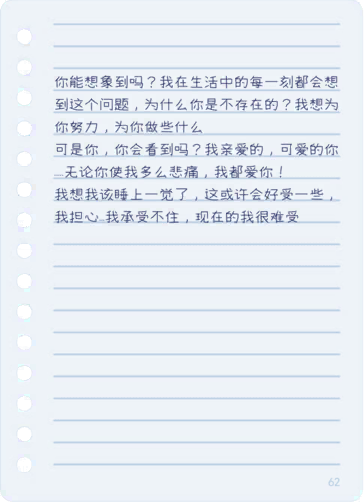 你能想象到吗？我在生活中的每一刻都会想
到这个问题，为什么你是不存在的？我想为
你努力，为你做些什么
可是你，你会看到吗？我亲爱的，可爱的你
...无论你使我多么悲痛，我都爱你！
我想我该睡上一觉了，这或许会好受一些，
我担心...我承受不住，现在的我很难受
62